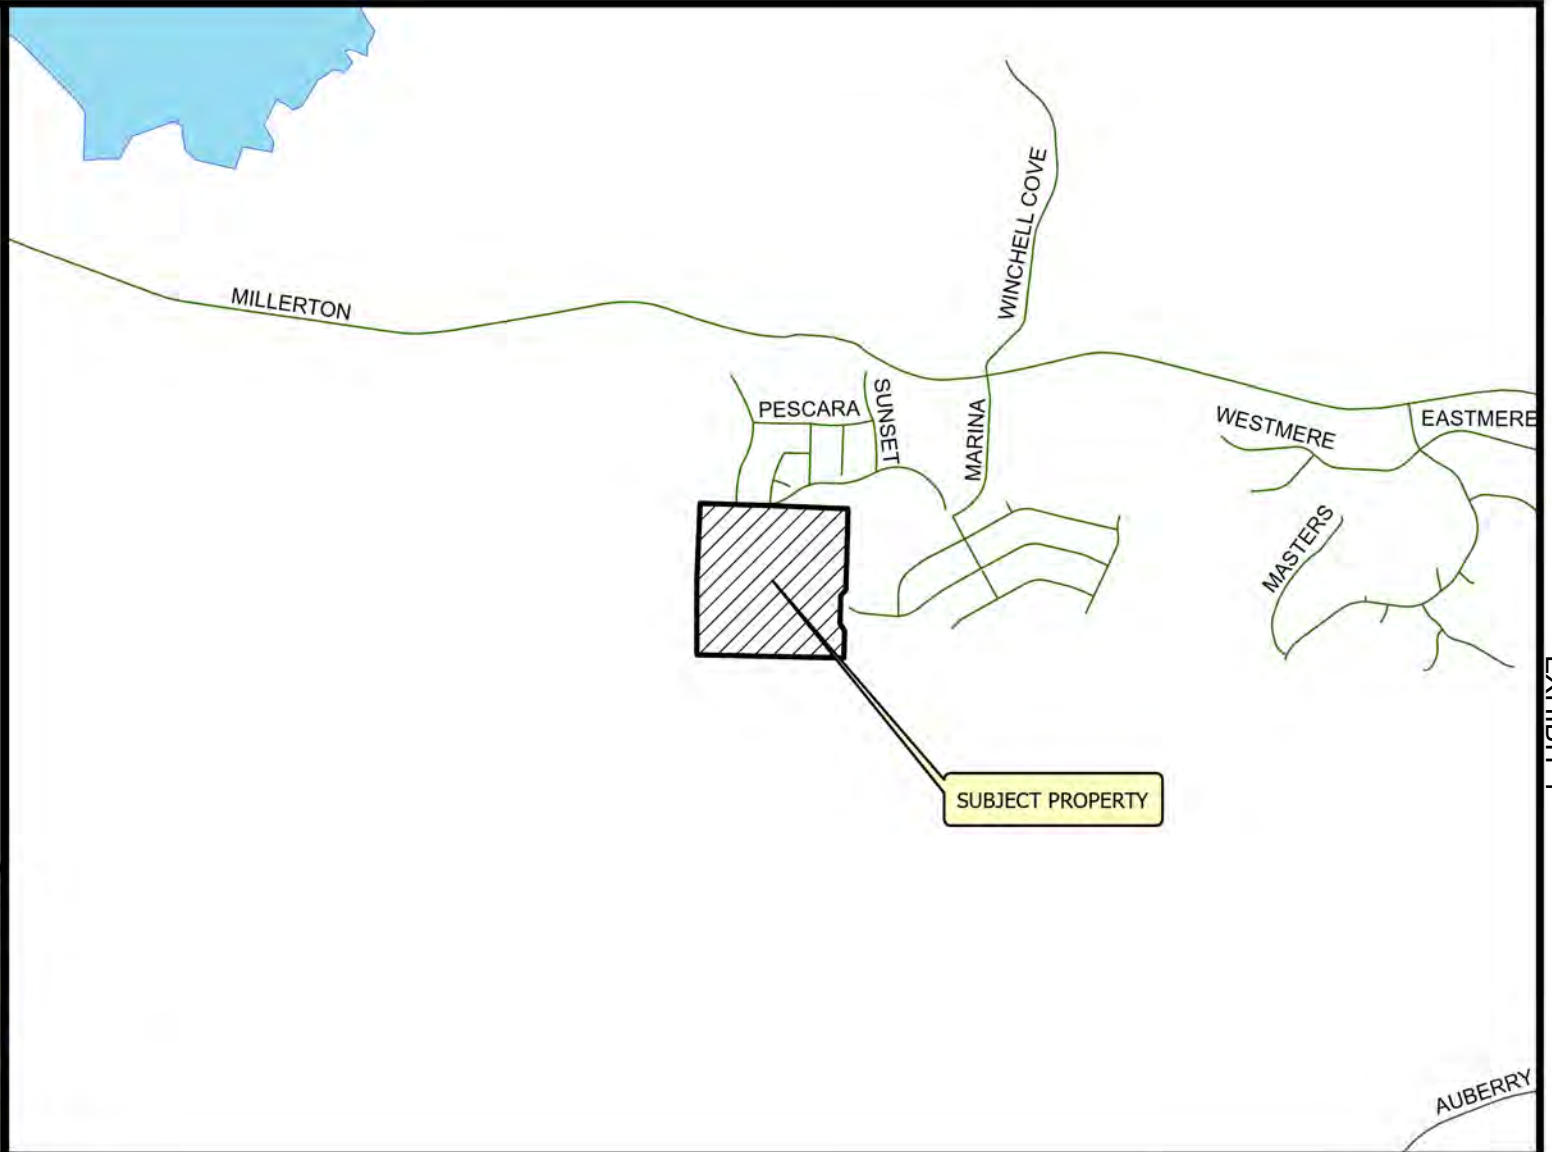 WINCHELL COVE
MILLERTON
PESCARA
SUNSET
MARINA
WESTMERE
EASTMERE
MASTERS
SUBJECT PROPERTY
AUBERRY